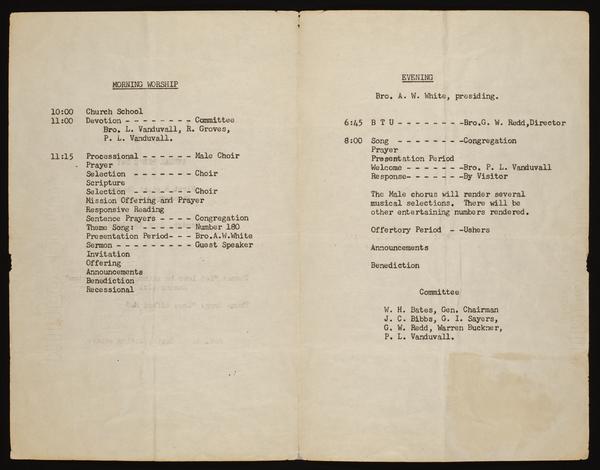 MORNING WORSHIP
10:00 Church School
11:00 Devotion - - - - - - - - Committee
Bro. L. Vanduvall, R. Groves,
P. L. Vanduvall.
11:15 Processional - - - - - - Male Choir
Prayer
Selection - - - - - - - Choir
Scripture
Selection - - - - - - - Choir
Mission Offering and Prayer
Responsive Reading
Sentence Prayers - - - - Congregation
Theme Song: - - - - - - Number 180
Presentation Period- - - Bro.A.W.White
Sermon - - - - - - - - - Guest Speaker
Invitation
Offering
Announcements
Benediction
Recessional
EVENING
Bro. A. W. White, presiding.
6:45 B T U - - - - - - - -Bro.G. W. Redd,Director
8:00 Song - - - - - - - -Congregation
Prayer
Presentation Period
Welcome - - - - - - -Bro. P. L. Vanduvall
Response- - - - - - -By Visitor
The Male chorus will render several
musical selections. There will be
other entertaining numbers rendered.
Offertory Period - -Ushers
Announcements
Benediction
Committee
W. H. Bates, Gen. Chairman
J. C. Bibbs, G. I. Sayers,
G. W. Redd, Warren Buckner,
P. L. Vanduvall.